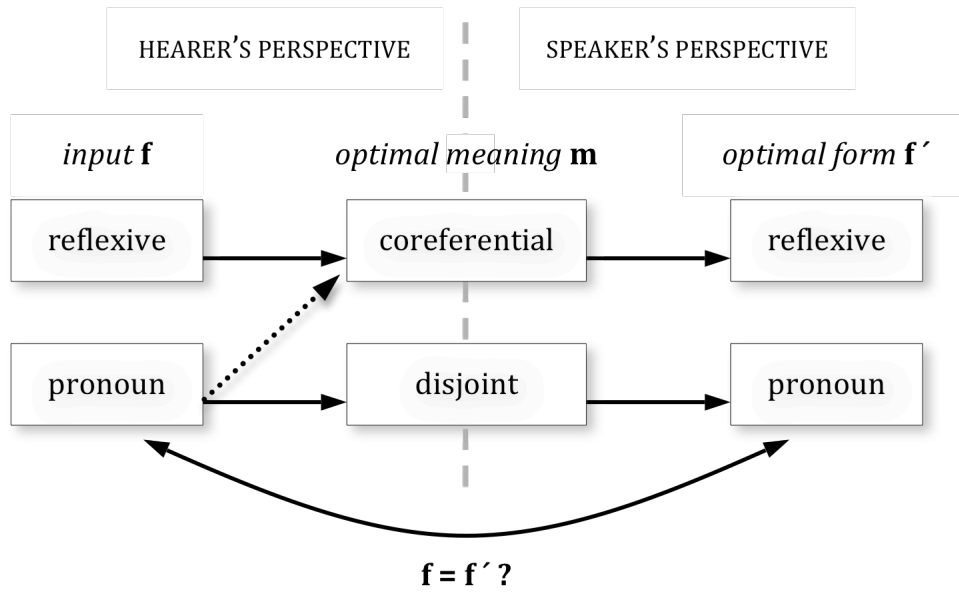 HEARER’S PERSPECTIVE
SPEAKER’S PERSPECTIVE
input f
optimal meaning m
optimal form f ´
reflexive
coreferential
reflexive
pronoun
disjoint
pronoun
f = f ´ ?